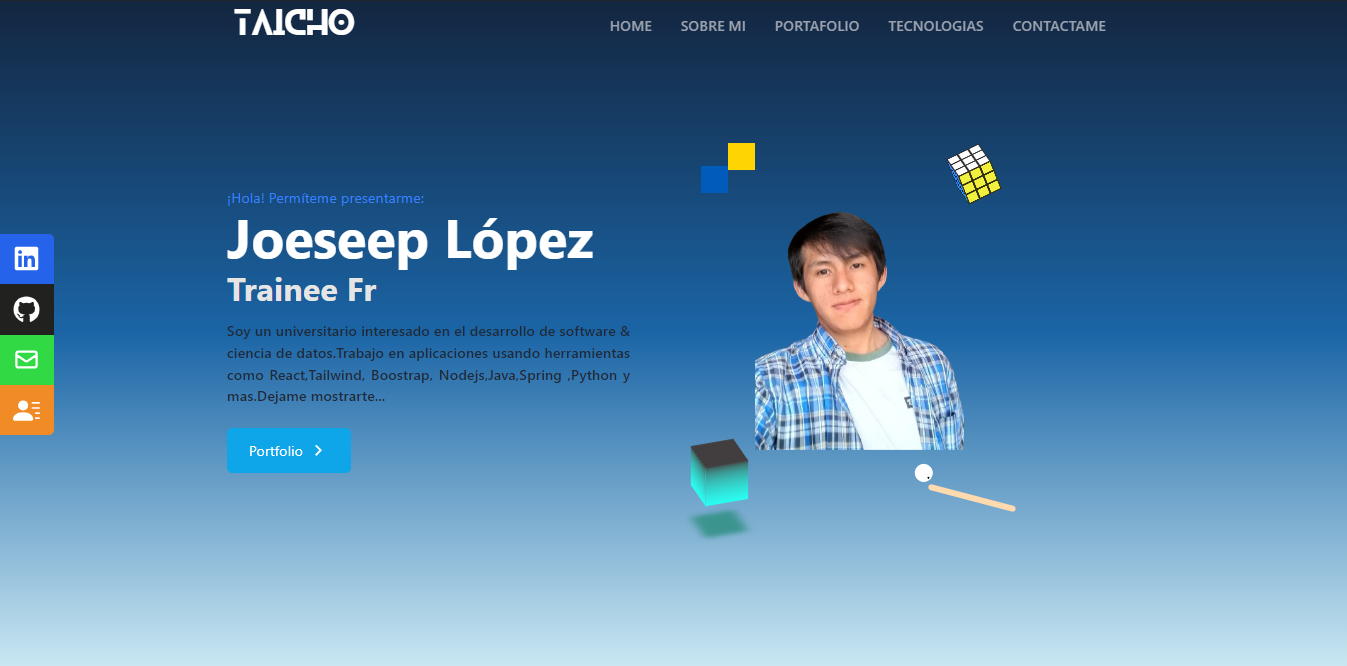 TAICHO
HOME SOBRE MI PORTAFOLIO TECNOLOGIAS CONTACTAME
¡Hola! Permíteme presentarme:
Joeseep López
Trainee Fr
Soy un universitario interesado en el desarrollo de software &
ciencia de datos.Trabajo en aplicaciones usando herramientas
como React,Tailwind, Boostrap, Nodejs,Java,Spring ,Python y
mas.Dejame mostrarte...
Portfolio
in